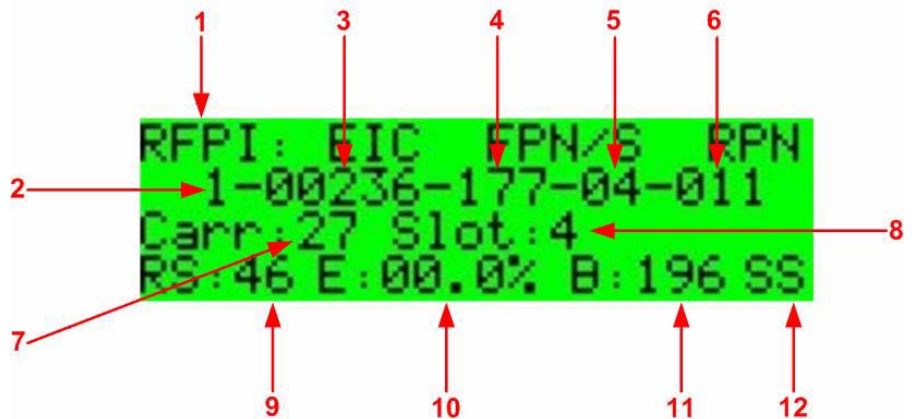 1 3 4 5 6
RFPI: EIC FPN/S RPN
2 1-00236-177-04-011
Carr:27 Slot:4 8
RS:46 E:00.0% B:196 SS
7
9 10 11 12